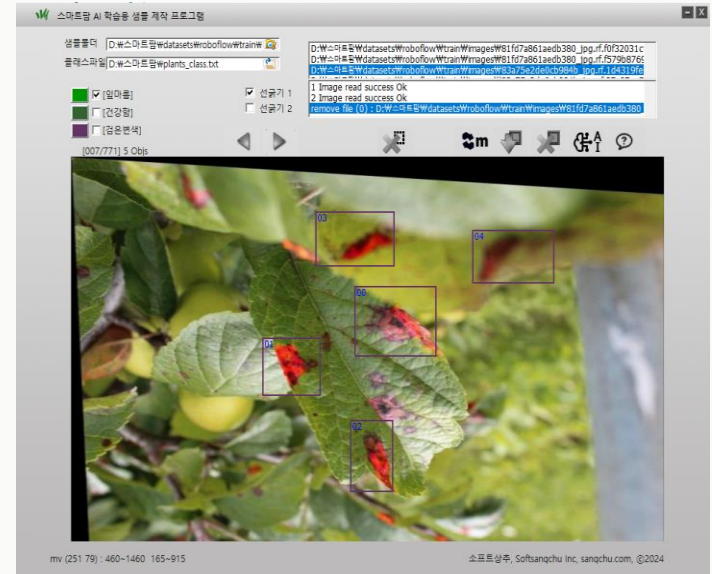 스마트팜 AI 학습용 샘플 제작 프로그램
샘플폴더 D:₩스마트팜₩datasets₩roboflow₩train₩
클래스파일 D:₩스마트팜₩plants_class.txt
D:₩스마트팜₩datasets₩roboflow₩train₩images₩81fd7a861aedb380_jpg.rf.f0f32031c
D:₩스마트팜₩datasets₩roboflow₩train₩images₩81fd7a861aedb380_jpg.rf.f579b8769
D:₩스마트팜₩datasets₩roboflow₩train₩images₩83a75e2de0cb984b_jpg.rf.1d4319fe
1 Image read success Ok
2 Image read success Ok
remove file (0) : D:₩스마트팜₩datasets₩roboflow₩train₩images₩81fd7a861aedb380
[잎마름]
[건강함]
[검은변색]
선굵기 1
선굵기 2
[007/771] 5 Objs
m
AI
?
03
04
00
01
02
mv (251 79) : 460~1460 165~915
소프트상추, Softsangchu Inc, sangchu.com, ©2024